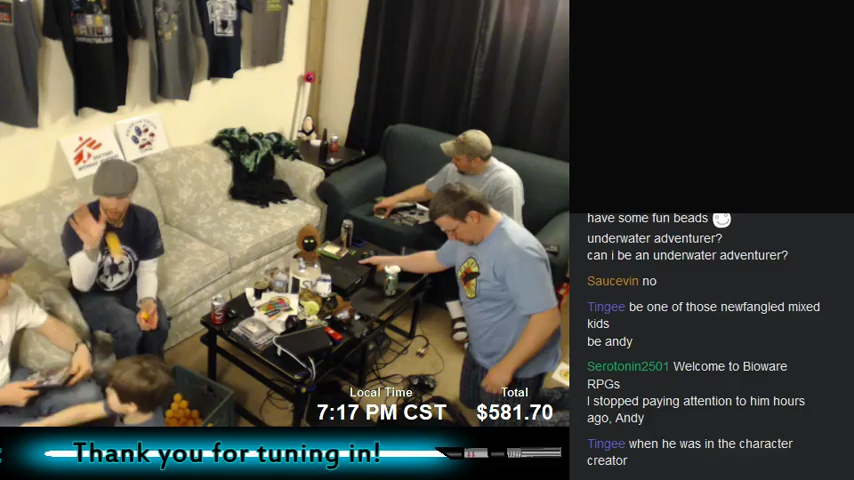 have some fun beads
underwater adventurer?
can i be an underwater adventurer?
Saucevin no
Tingee be one of those newfangled mixed
kids
be andy
Serotonin2501 Welcome to Bioware
RPGs
I stopped paying attention to him hours
ago, Andy
Tingee when he was in the character
creator
Local Time
7:17 PM CST
Total
$581.70
Thank you for tuning in!